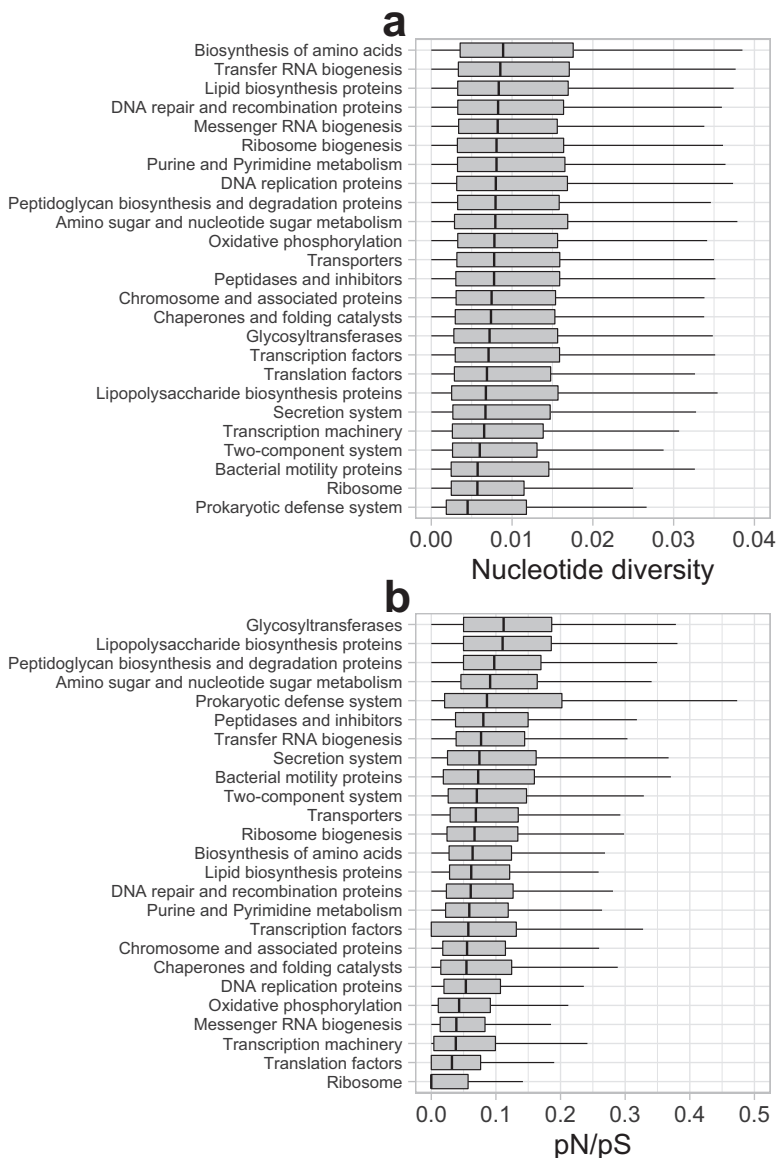 a
Biosynthesis of amino acids
Transfer RNA biogenesis
Lipid biosynthesis proteins
DNA repair and recombination proteins
Messenger RNA biogenesis
Ribosome biogenesis
Purine and Pyrimidine metabolism
DNA replication proteins
Peptidoglycan biosynthesis and degradation proteins
Amino sugar and nucleotide sugar metabolism
Oxidative phosphorylation
Transporters
Peptidases and inhibitors
Chromosome and associated proteins
Chaperones and folding catalysts
Glycosyltransferases
Transcription factors
Translation factors
Lipopolysaccharide biosynthesis proteins
Secretion system
Transcription machinery
Two-component system
Bacterial motility proteins
Ribosome
Prokaryotic defense system
0.00 0.01 0.02 0.03 0.04
Nucleotide diversity
b
Glycosyltransferases
Lipopolysaccharide biosynthesis proteins
Peptidoglycan biosynthesis and degradation proteins
Amino sugar and nucleotide sugar metabolism
Prokaryotic defense system
Peptidases and inhibitors
Transfer RNA biogenesis
Secretion system
Bacterial motility proteins
Two-component system
Transporters
Ribosome biogenesis
Biosynthesis of amino acids
Lipid biosynthesis proteins
DNA repair and recombination proteins
Purine and Pyrimidine metabolism
Transcription factors
Chromosome and associated proteins
Chaperones and folding catalysts
DNA replication proteins
Oxidative phosphorylation
Messenger RNA biogenesis
Transcription machinery
Translation factors
Ribosome
0.0 0.1 0.2 0.3 0.4 0.5
pN/pS